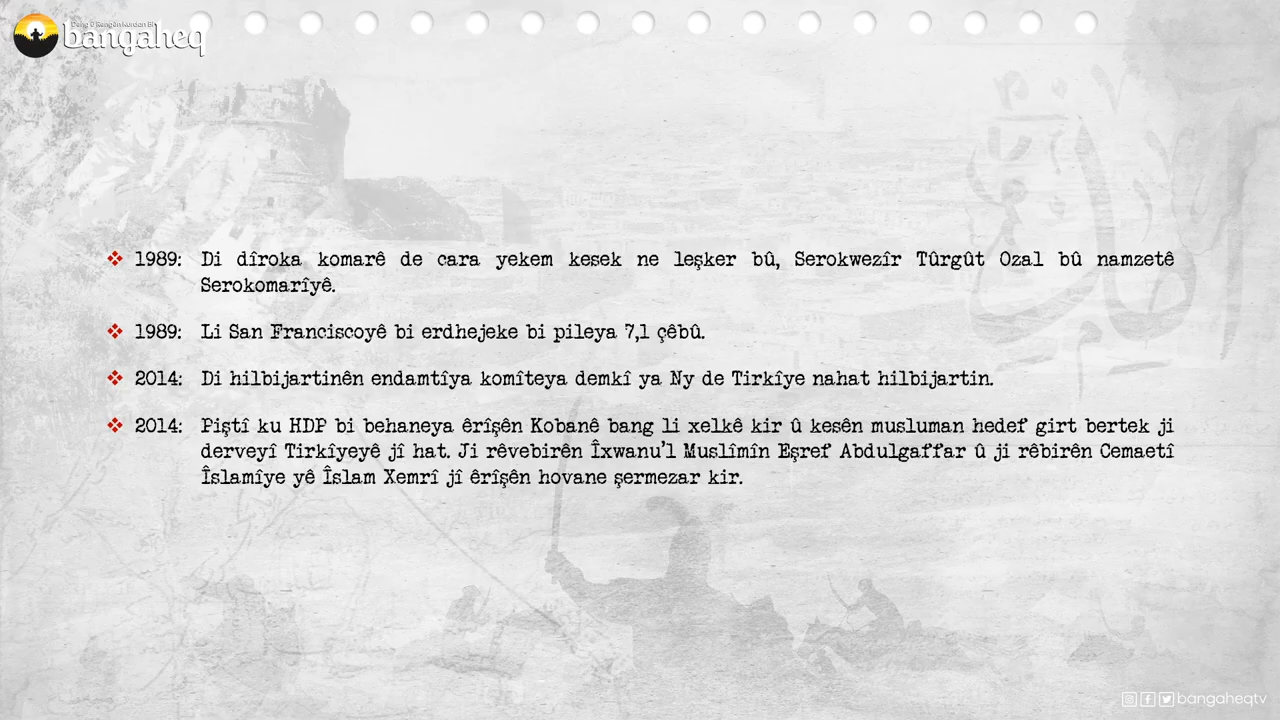 Deng û Rengên Kurdan Bi
bangaheq
❖ 1989: Di dîroka komarê de cara yekem kesek ne leşker bû, Serokwezîr Tûrgût Ozal bû namzetê
Serokomarîyê.
❖ 1989: Li San Franciscoyê bi erdhejeke bi pileya 7,1 çêbû.
❖ 2014: Di hilbijartinên endamtîya komîteya demkî ya Ny de Tirkîye nahat hilbijartin.
❖ 2014: Piştî ku HDP bi behaneya êrîşên Kobanê bang li xelkê kir û kesên musluman hedef girt bertek ji
derveyî Tirkîyeyê jî hat. Ji rêvebirên Îxwanu'l Muslîmîn Eşref Abdulgaffar û ji rêbirên Cemaetî
Îslamîye yê Îslam Xemrî jî êrîşên hovane şermezar kir.
bangaheqtv